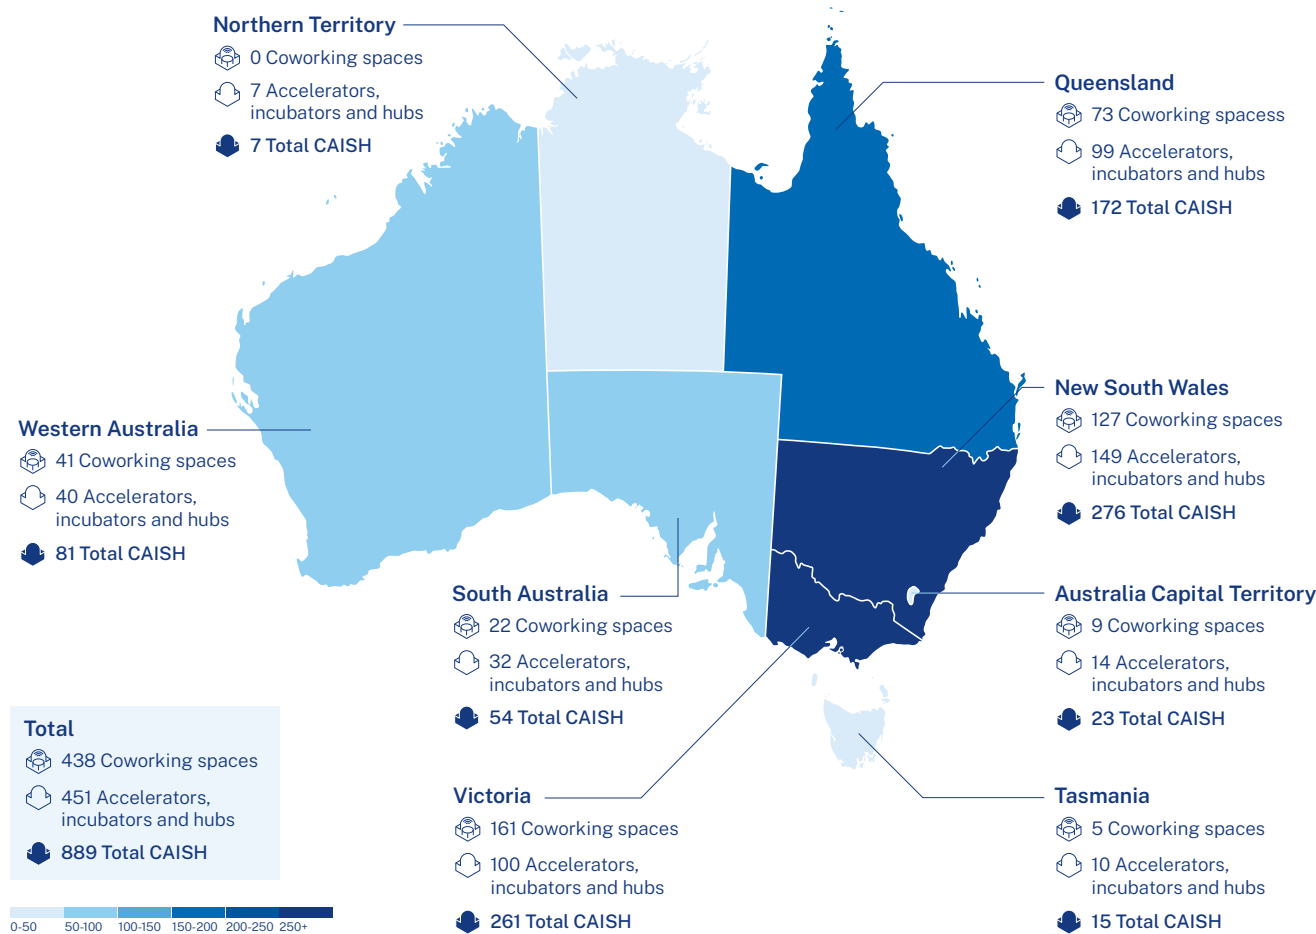 Northern Territory
0 Coworking spaces
7 Accelerators,
incubators and hubs
7 Total CAISH
Queensland
73 Coworking spacess
99 Accelerators,
incubators and hubs
172 Total CAISH
New South Wales
127 Coworking spaces
149 Accelerators,
incubators and hubs
276 Total CAISH
Western Australia
41 Coworking spaces
40 Accelerators,
incubators and hubs
81 Total CAISH
South Australia
22 Coworking spaces
32 Accelerators,
incubators and hubs
54 Total CAISH
Australia Capital Territory
9 Coworking spaces
14 Accelerators,
incubators and hubs
23 Total CAISH
Total
438 Coworking spaces
451 Accelerators,
incubators and hubs
889 Total CAISH
Victoria
161 Coworking spaces
100 Accelerators,
incubators and hubs
261 Total CAISH
Tasmania
5 Coworking spaces
10 Accelerators,
incubators and hubs
15 Total CAISH
0-50 50-100 100-150 150-200 200-250 250+